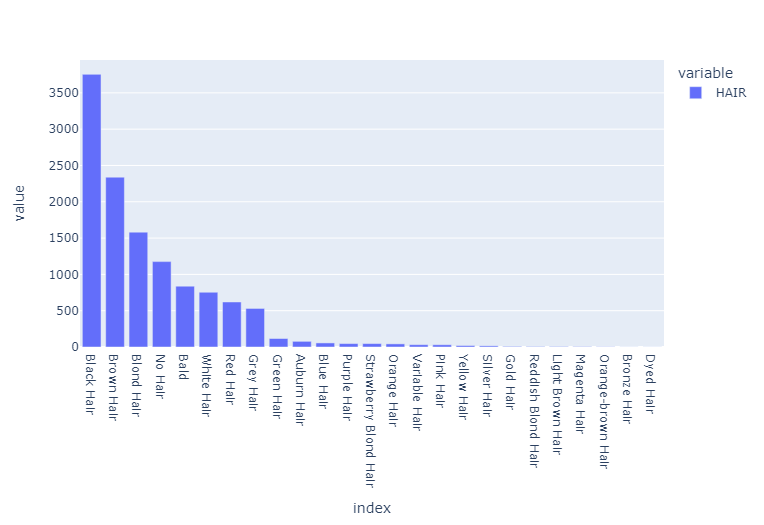 variable
HAIR
value
3500
3000
2500
2000
1500
1000
500
0
Black Hair
Brown Hair
Blond Hair
No Hair
Bald
White Hair
Red Hair
Grey Hair
Green Hair
Auburn Hair
Blue Hair
Purple Hair
Strawberry Blond Hair
Orange Hair
Variable Hair
Pink Hair
Yellow Hair
Silver Hair
Gold Hair
Reddish Blond Hair
Light Brown Hair
Magenta Hair
Orange-brown Hair
Bronze Hair
Dyed Hair
index